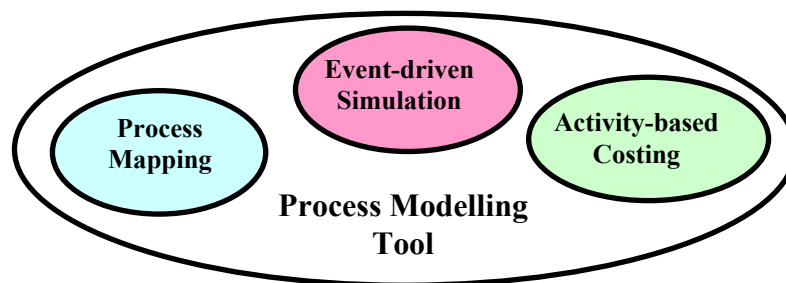 Event-driven
Simulation
Process
Mapping
Activity-based
Costing
Process Modelling
Tool